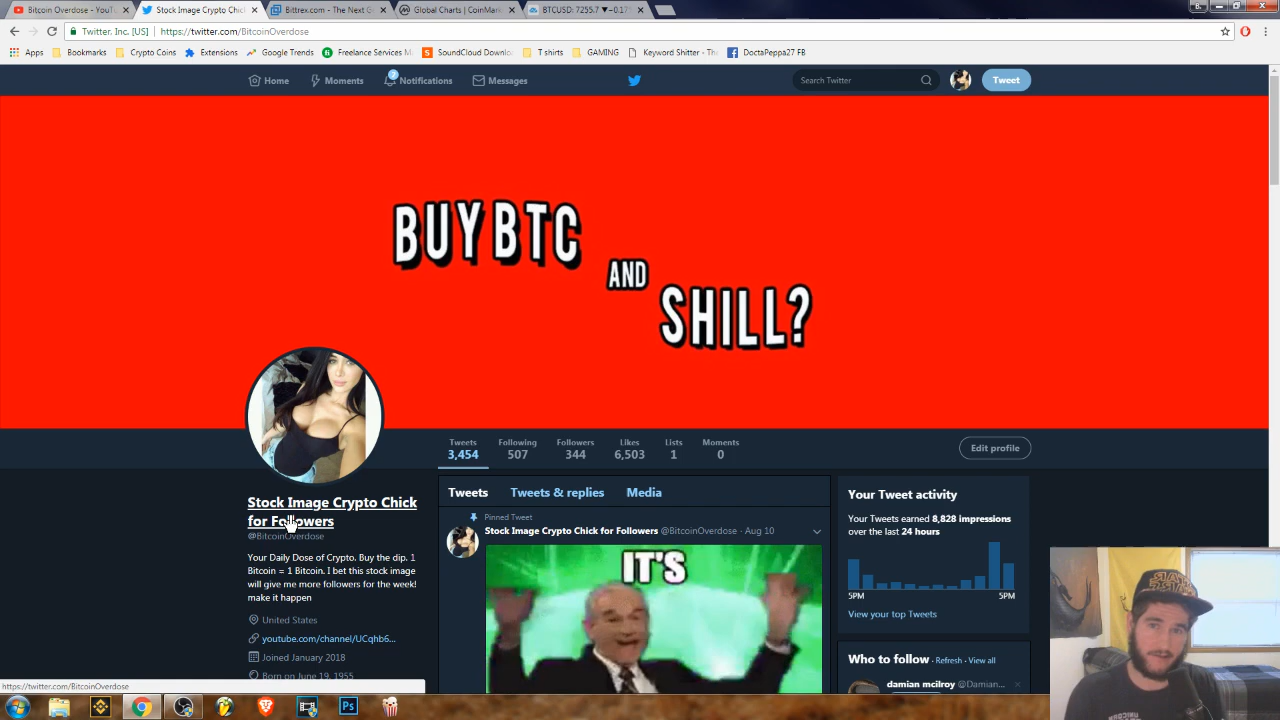 Bitcoin Overdose - YouT
Stock Image Crypto Chic
Bittrex.com - The Next G
Global Charts | CoinMark
BTCUSD: 7255.7 ▼−0.17
Twitter, Inc. [US]
https://twitter.com/BitcoinOverdose
Apps
Bookmarks
Crypto Coins
Extensions
Google Trends
Freelance Services M
SoundCloud Downlo
T shirts
GAMING
Keyword Shitter - The
DoctaPeppa27 FB
Home
Moments
Notifications
Messages
Search Twitter
Tweet
BUY BTC
AND
SHILL?
Tweets
3,454
Following
507
Followers
344
Likes
6,503
Lists
1
Moments
0
Edit profile
Stock Image Crypto Chick
for Followers
@BitcoinOverdose
Your Daily Dose of Crypto. Buy the dip. 1
Bitcoin = 1 Bitcoin. I bet this stock image
will give me more followers for the week!
make it happen
United States
youtube.com/channel/UCqhb6...
Joined January 2018
Born on June 19, 1955
Tweets
Tweets & replies
Media
Pinned Tweet
Stock Image Crypto Chick for Followers @BitcoinOverdose · Aug 10
IT'S
Your Tweet activity
Your Tweets earned 8,828 impressions
over the last 24 hours
5PM
5PM
View your top Tweets
Who to follow · Refresh · View all
damian mcilroy @Damian...
https://twitter.com/BitcoinOverdose
Ps